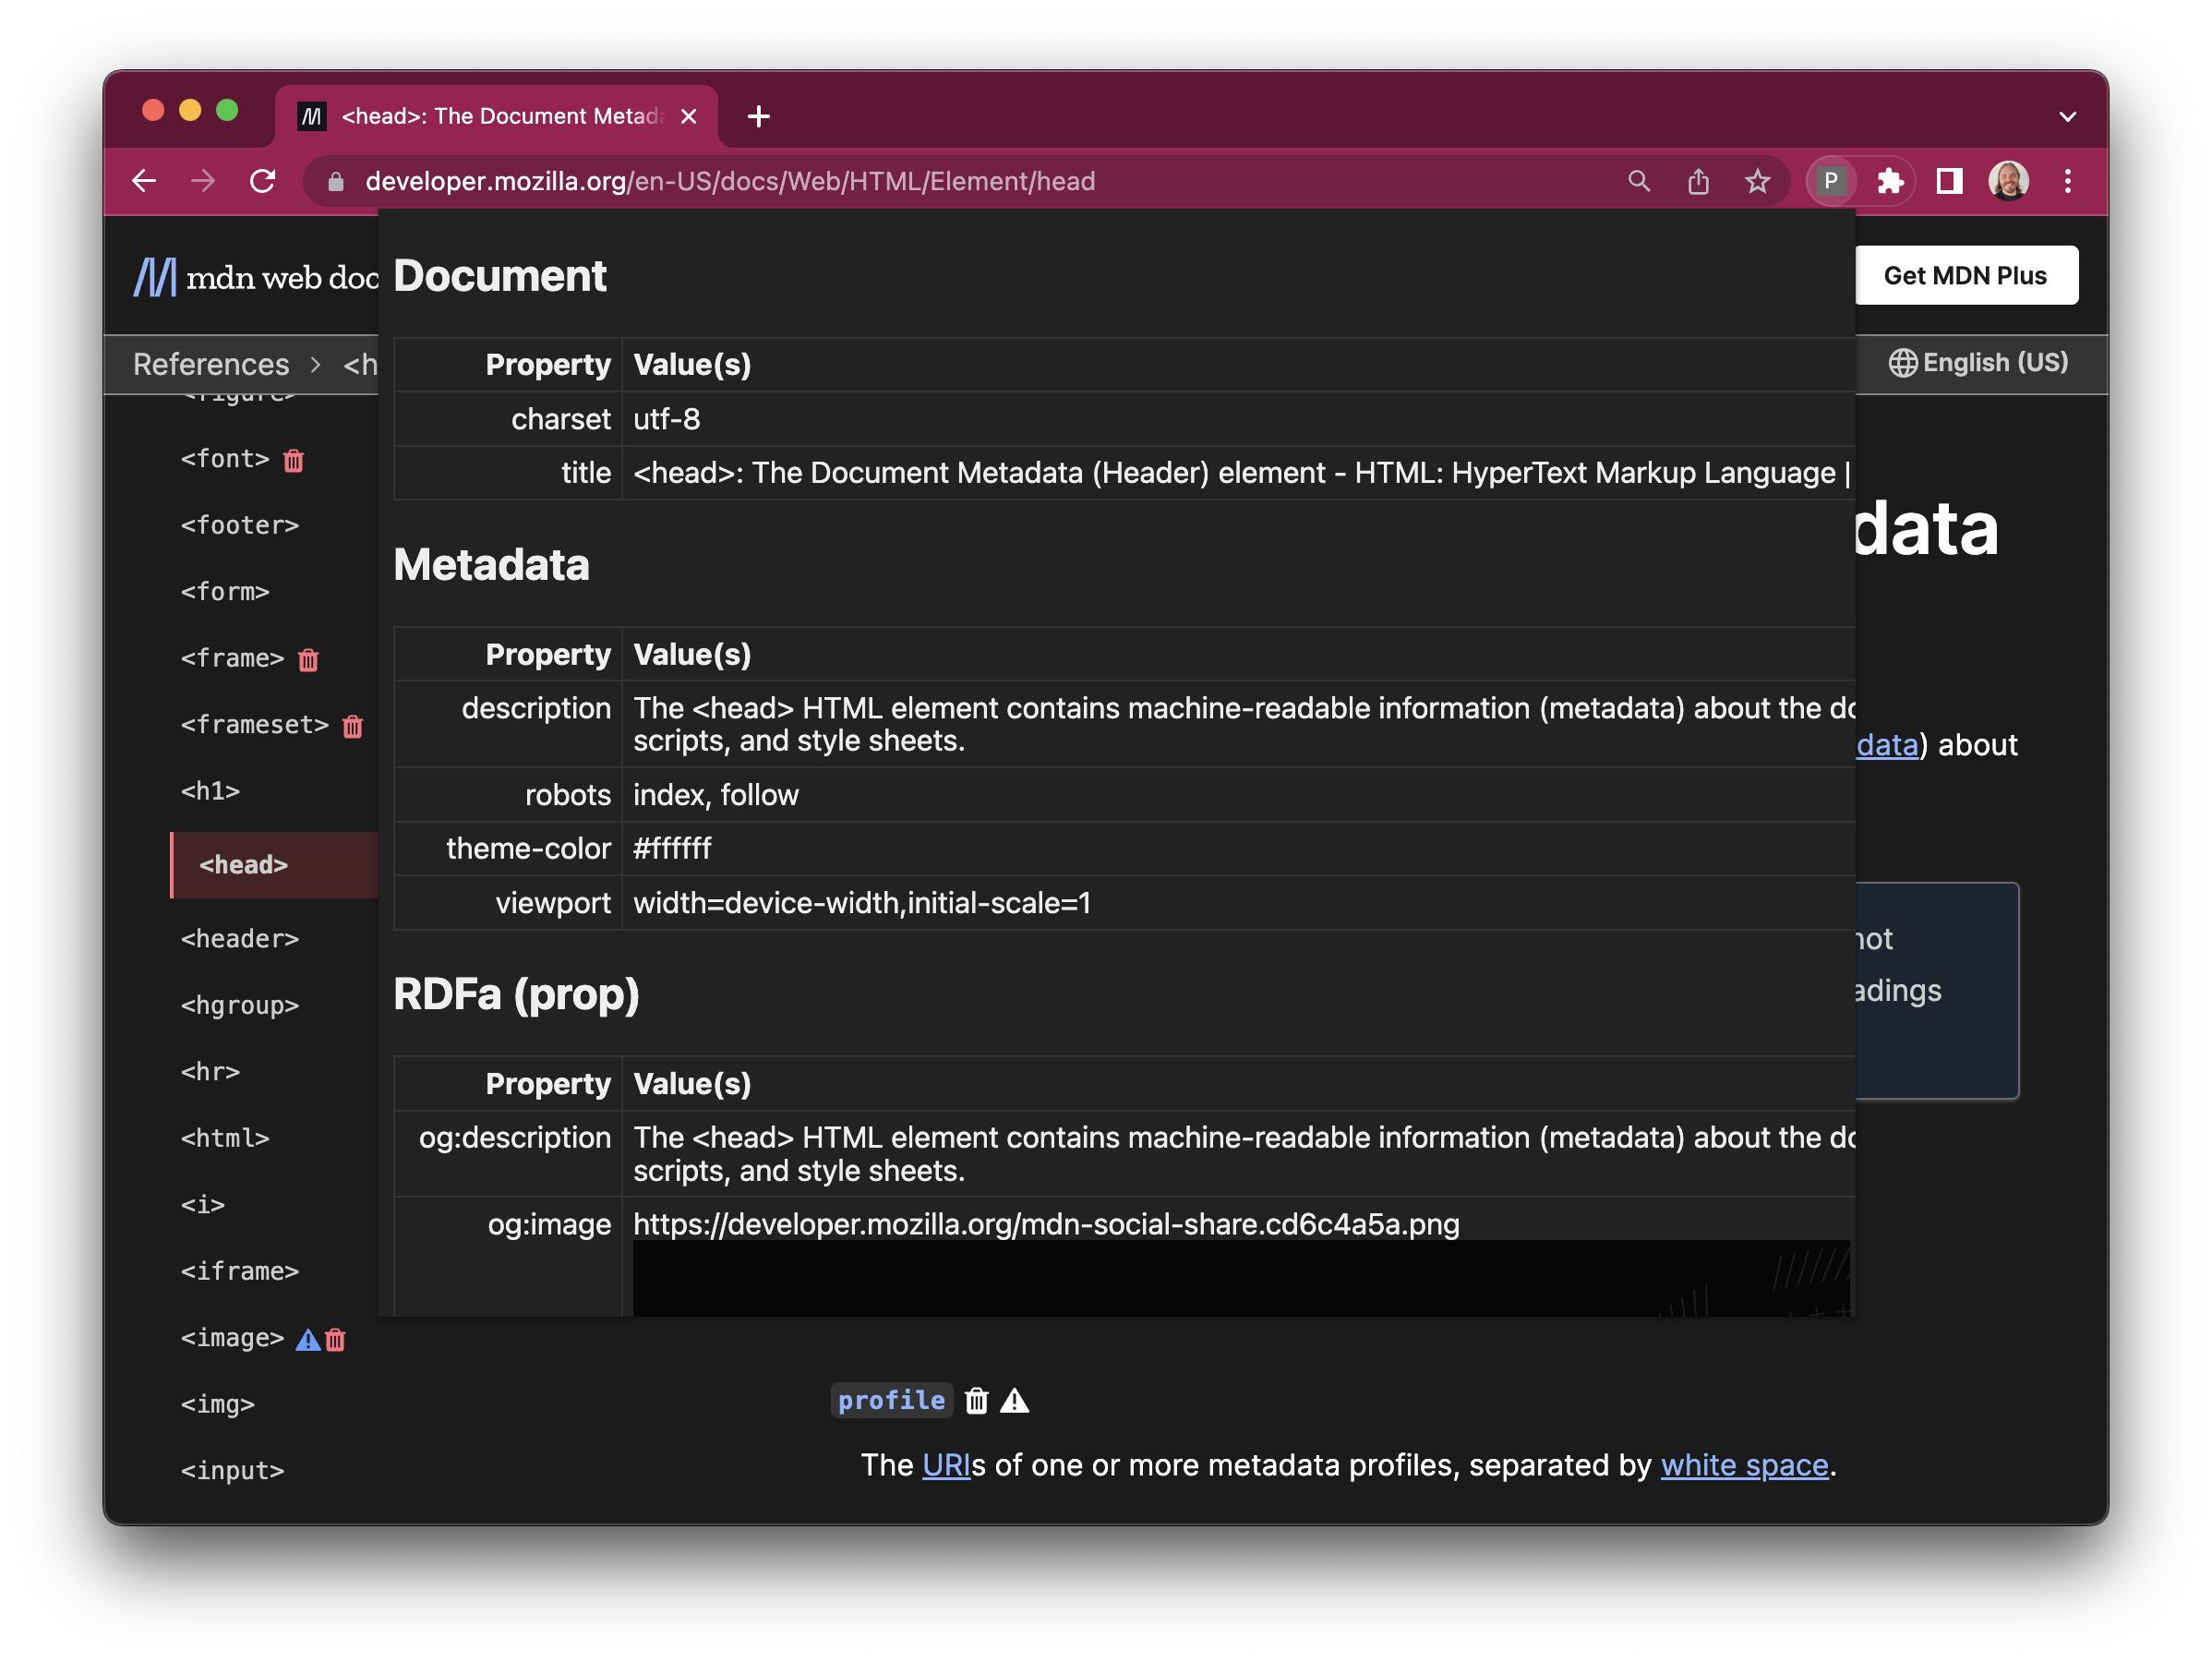 <head>: The Document Metad
developer.mozilla.org/en-US/docs/Web/HTML/Element/head
P
mdn web doc
Get MDN Plus
References > <h
English (US)
<figure>
<font>
<footer>
<form>
<frame>
<frameset>
<h1>
<head>
<header>
<hgroup>
<hr>
<html>
<i>
<iframe>
<image>
<img>
<input>
Document
Property Value(s)
charset utf-8
title <head>: The Document Metadata (Header) element - HTML: HyperText Markup Language |
Metadata
Property Value(s)
description The <head> HTML element contains machine-readable information (metadata) about the do
scripts, and style sheets.
robots index, follow
theme-color #ffffff
viewport width=device-width,initial-scale=1
RDFa (prop)
Property Value(s)
og:description The <head> HTML element contains machine-readable information (metadata) about the do
scripts, and style sheets.
og:image https://developer.mozilla.org/mdn-social-share.cd6c4a5a.png
data
data) about
not
adings
profile
The URIs of one or more metadata profiles, separated by white space.